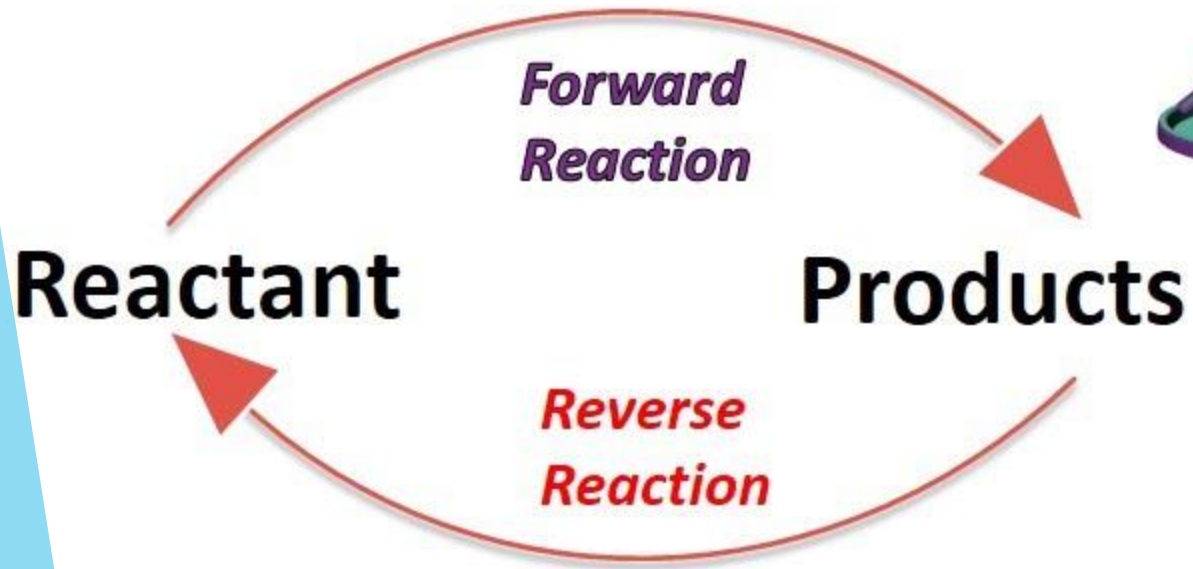 Forward
Reaction
Reactant
Products
Reverse
Reaction